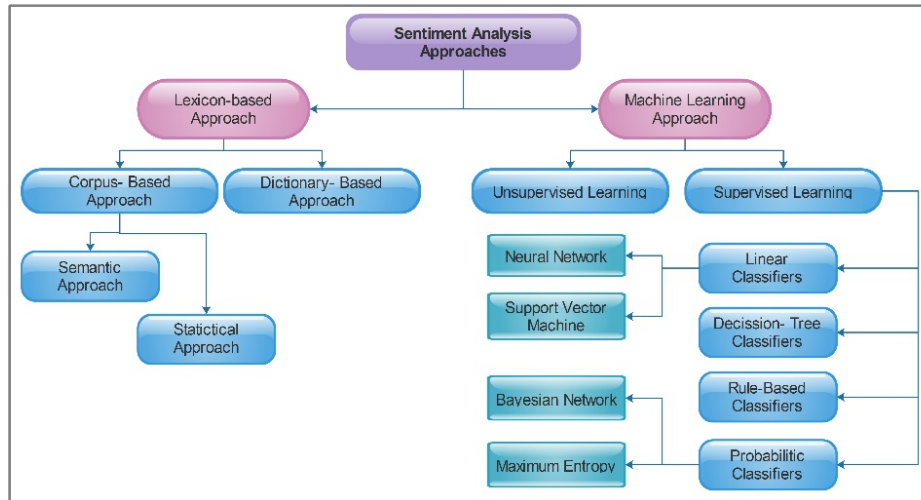 Sentiment Analysis
Approaches
Lexicon-based
Approach
Machine Learning
Approach
Corpus- Based
Approach
Dictionary- Based
Approach
Unsupervised Learning
Supervised Learning
Semantic
Approach
Statictical
Approach
Neural Network
Support Vector
Machine
Linear
Classifiers
Decission- Tree
Classifiers
Rule-Based
Classifiers
Bayesian Network
Maximum Entropy
Probabilitic
Classifiers